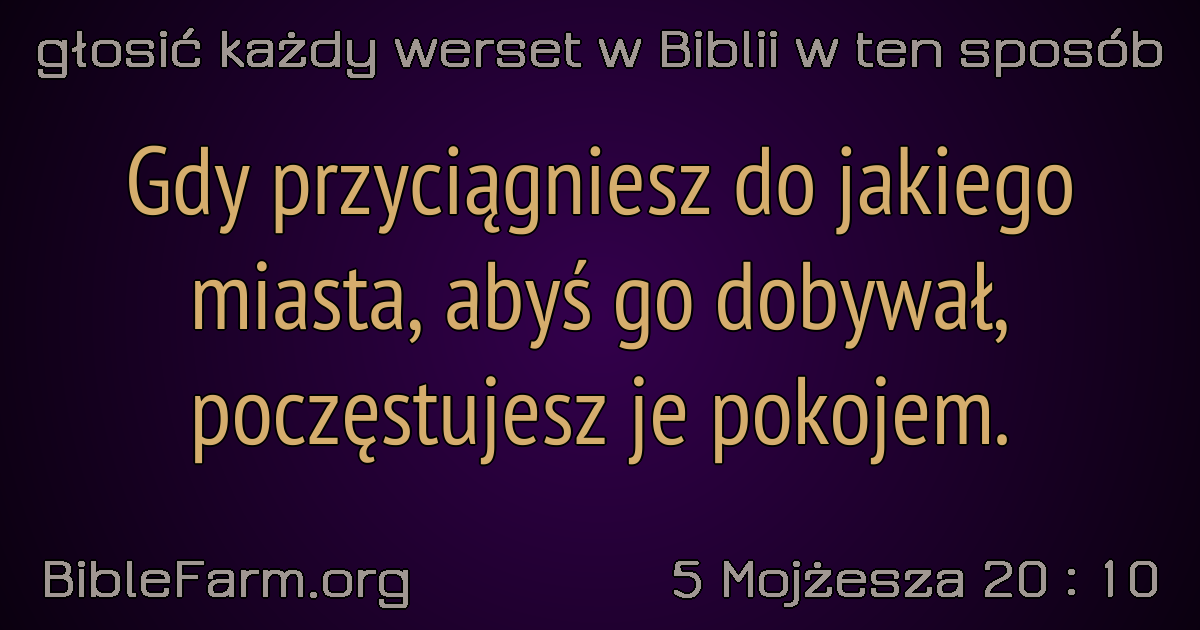 głosić każdy werset w Biblii w ten sposób
Gdy przyciągniesz do jakiego
miasta, abyś go dobywał,
poczęstujesz je pokojem.
BibleFarm.org
5 Mojżesza 20 : 10